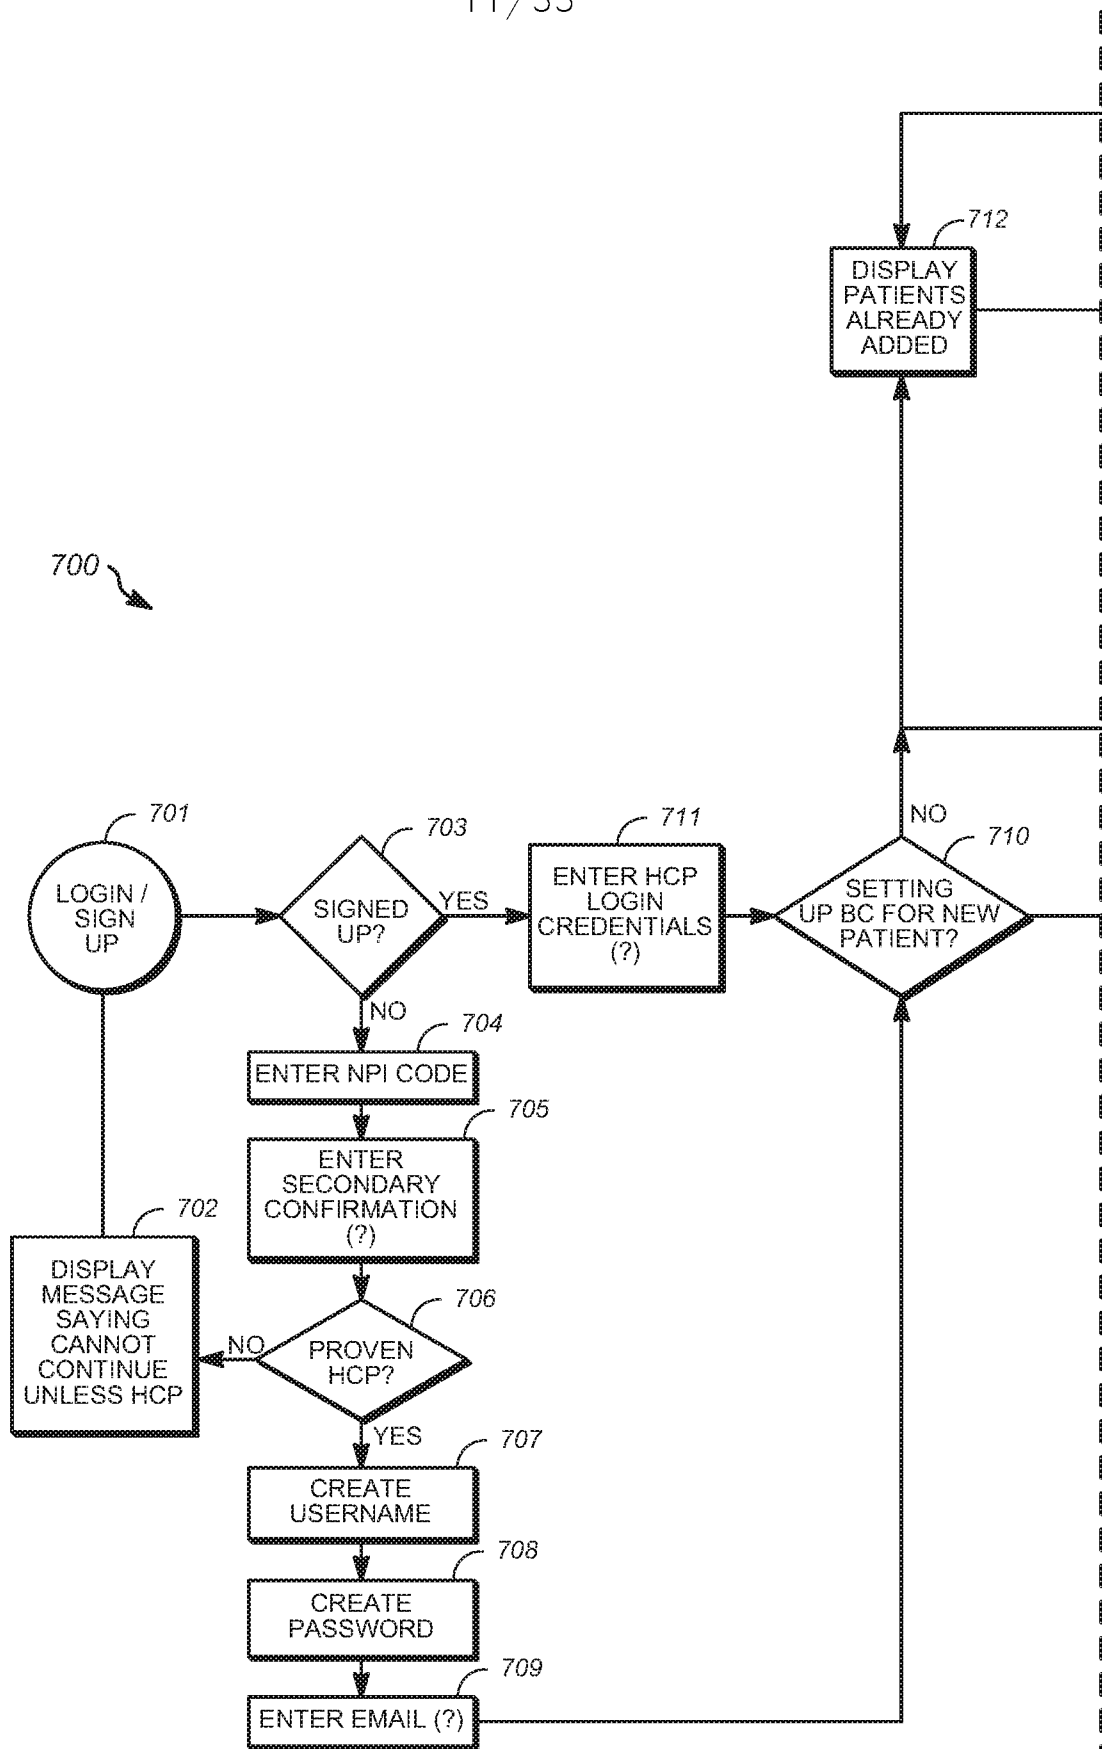 11/55
712
DISPLAY
PATIENTS
ALREADY
ADDED
700
701
LOGIN /
SIGN
UP
703
SIGNED
UP?
YES
NO
711
ENTER HCP
LOGIN
CREDENTIALS
(?)
NO
710
SETTING
UP BC FOR NEW
PATIENT?
704
ENTER NPI CODE
705
ENTER
SECONDARY
CONFIRMATION
(?)
702
DISPLAY
MESSAGE
SAYING
CANNOT
CONTINUE
UNLESS HCP
706
PROVEN
HCP?
NO
YES
707
CREATE
USERNAME
708
CREATE
PASSWORD
709
ENTER EMAIL (?)